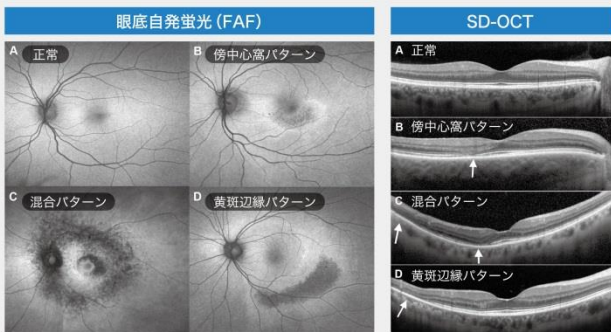 眼底自発蛍光（FAF）
A 正常
B 傍中心窩パターン
C 混合パターン
D 黄斑辺縁パターン
SD-OCT
A 正常
B 傍中心窩パターン
C 混合パターン
D 黄斑辺縁パターン